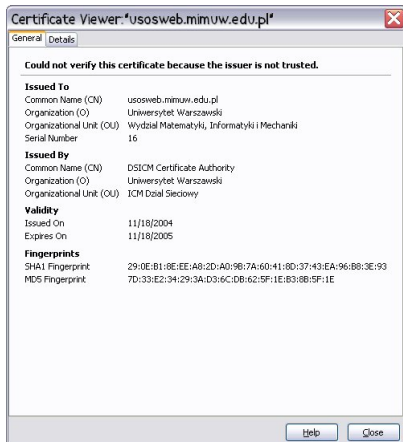 Certificate Viewer:"usosweb.mimuw.edu.pl"
General Details
Could not verify this certificate because the issuer is not trusted.
Issued To
Common Name (CN) usosweb.mimuw.edu.pl
Organization (O) Uniwersytet Warszawski
Organizational Unit (OU) Wydział Matematyki, Informatyki i Mechaniki
Serial Number 16
Issued By
Common Name (CN) DSICM Certificate Authority
Organization (O) Uniwersytet Warszawski
Organizational Unit (OU) ICM Dzial Sieciowy
Validity
Issued On 11/18/2004
Expires On 11/18/2005
Fingerprints
SHA1 Fingerprint 29:0E:B1:8E:EE:A8:2D:A0:9B:7A:60:41:8D:37:43:EA:96:B8:3E:93
MD5 Fingerprint 7D:33:E2:34:29:3A:D3:6C:DB:62:5F:1E:B3:8B:5F:1E
Help Close